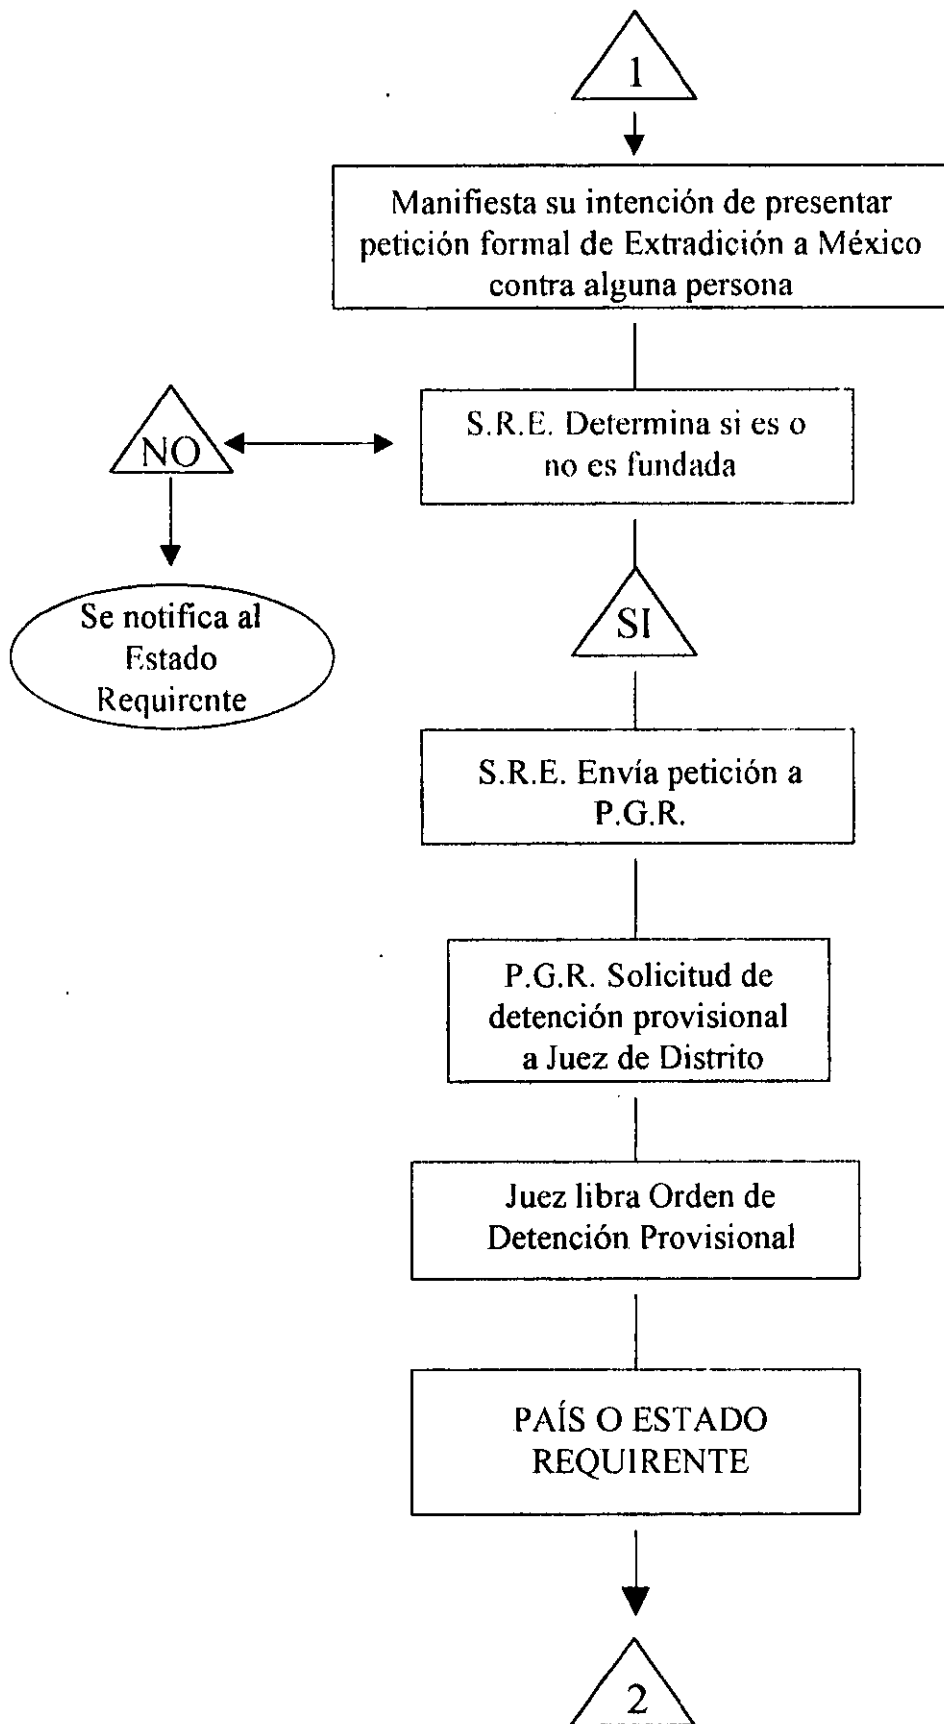 1
Manifiesta su intención de presentar
petición formal de Extradición a México
contra alguna persona
S.R.E. Determina si es o
no es fundada
NO
Se notifica al
Estado
Requirente
SI
S.R.E. Envía petición a
P.G.R.
P.G.R. Solicitud de
detención provisional
a Juez de Distrito
Juez libra Orden de
Detención Provisional
PAÍS O ESTADO
REQUIRENTE
2